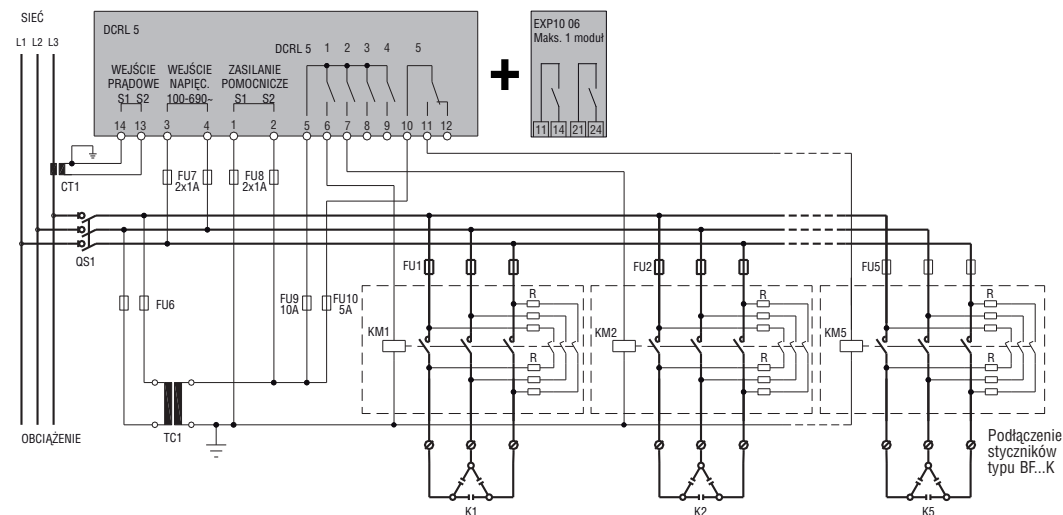 SIEĆ
L1 L2 L3
DCRL 5
DCRL 5 1 2 3 4 5
WEJŚCIE
PRĄDOWE
S1 S2
WEJŚCIE
NAPIĘC.
100-690~
ZASILANIE
POMOCNICZE
S1 S2
14 13 3 4 1 2 5 6 7 8 9 10 11 12
EXP10 06
Maks. 1 moduł
11 14 21 24
+
CT1
FU7
2x1A
FU8
2x1A
QS1
FU1
FU2
FU5
FU6
FU9
10A
FU10
5A
R
R
R
KM1
KM2
KM5
R
R
R
TC1
OBCIĄŻENIE
Podłączenie
styczników
typu BF...K
K1
K2
K5